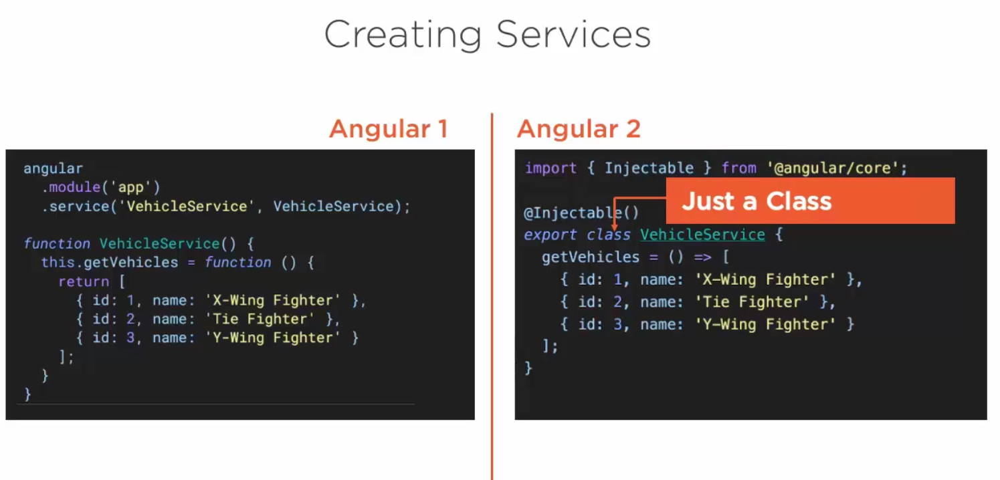 Creating Services
Angular 1
angular
.module('app')
.service('VehicleService', VehicleService);
function VehicleService() {
this.getVehicles = function () {
return [
{ id: 1, name: 'X-Wing Fighter' },
{ id: 2, name: 'Tie Fighter' },
{ id: 3, name: 'Y-Wing Fighter' }
];
}
}
Angular 2
import { Injectable } from '@angular/core';
Just a Class
@Injectable()
export class VehicleService {
getVehicles = () => [
{ id: 1, name: 'X-Wing Fighter' },
{ id: 2, name: 'Tie Fighter' },
{ id: 3, name: 'Y-Wing Fighter' }
];
}